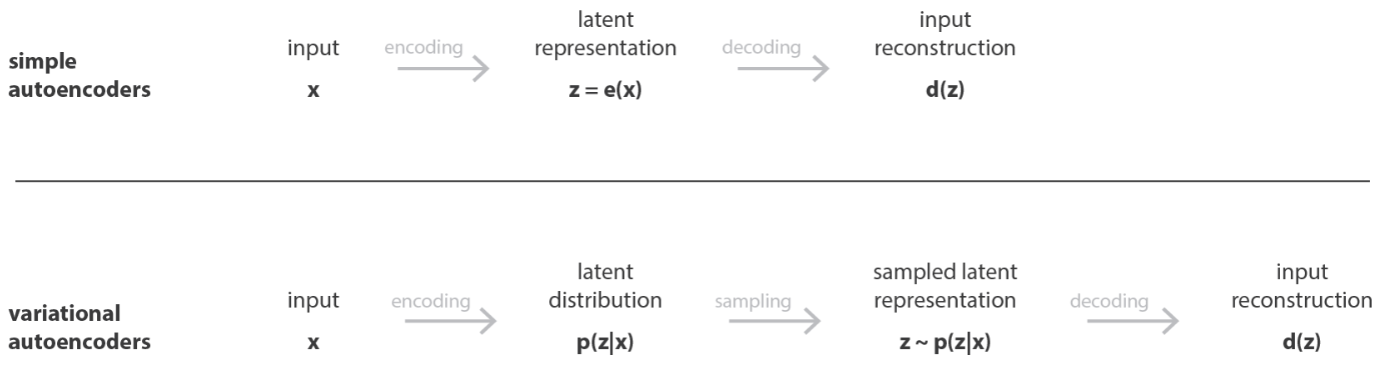 simple
autoencoders
input
x
encoding
latent
representation
z = e(x)
decoding
input
reconstruction
d(z)
variational
autoencoders
input
x
encoding
latent
distribution
p(z|x)
sampling
sampled latent
representation
z ~ p(z|x)
decoding
input
reconstruction
d(z)